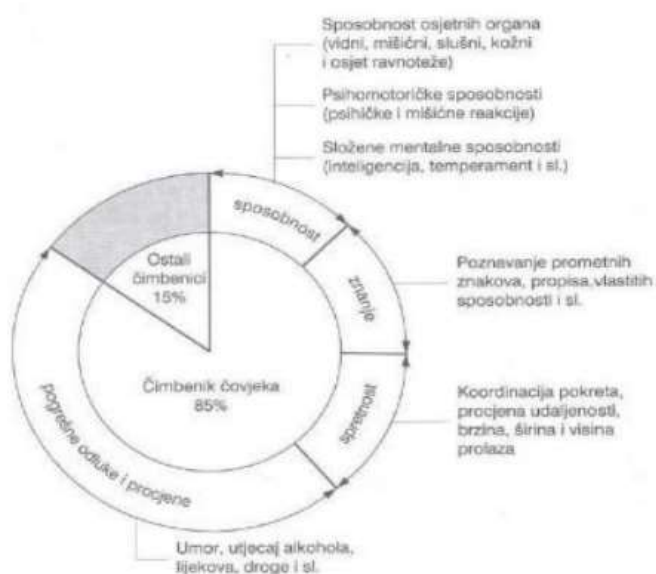 Sposobnost osjetnih organa
(vidni, mišićni, slušni, kožni
i osjet ravnoteže)
Psihomotoričke sposobnosti
(psihičke i mišićne reakcije)
Složene mentalne sposobnosti
(inteligencija, temperament i sl.)
sposobnost
Ostali
čimbenici
15%
znanje
Poznavanje prometnih
znakova, propisa,vlastitih
sposobnosti i sl.
Čimbenik čovjeka
85%
spretnost
Koordinacija pokreta,
procjena udaljenosti,
brzina, širina i visina
prolaza
pogrešne odluke i procjene
Umor, utjecaj alkohola,
lijekova, droge i sl.